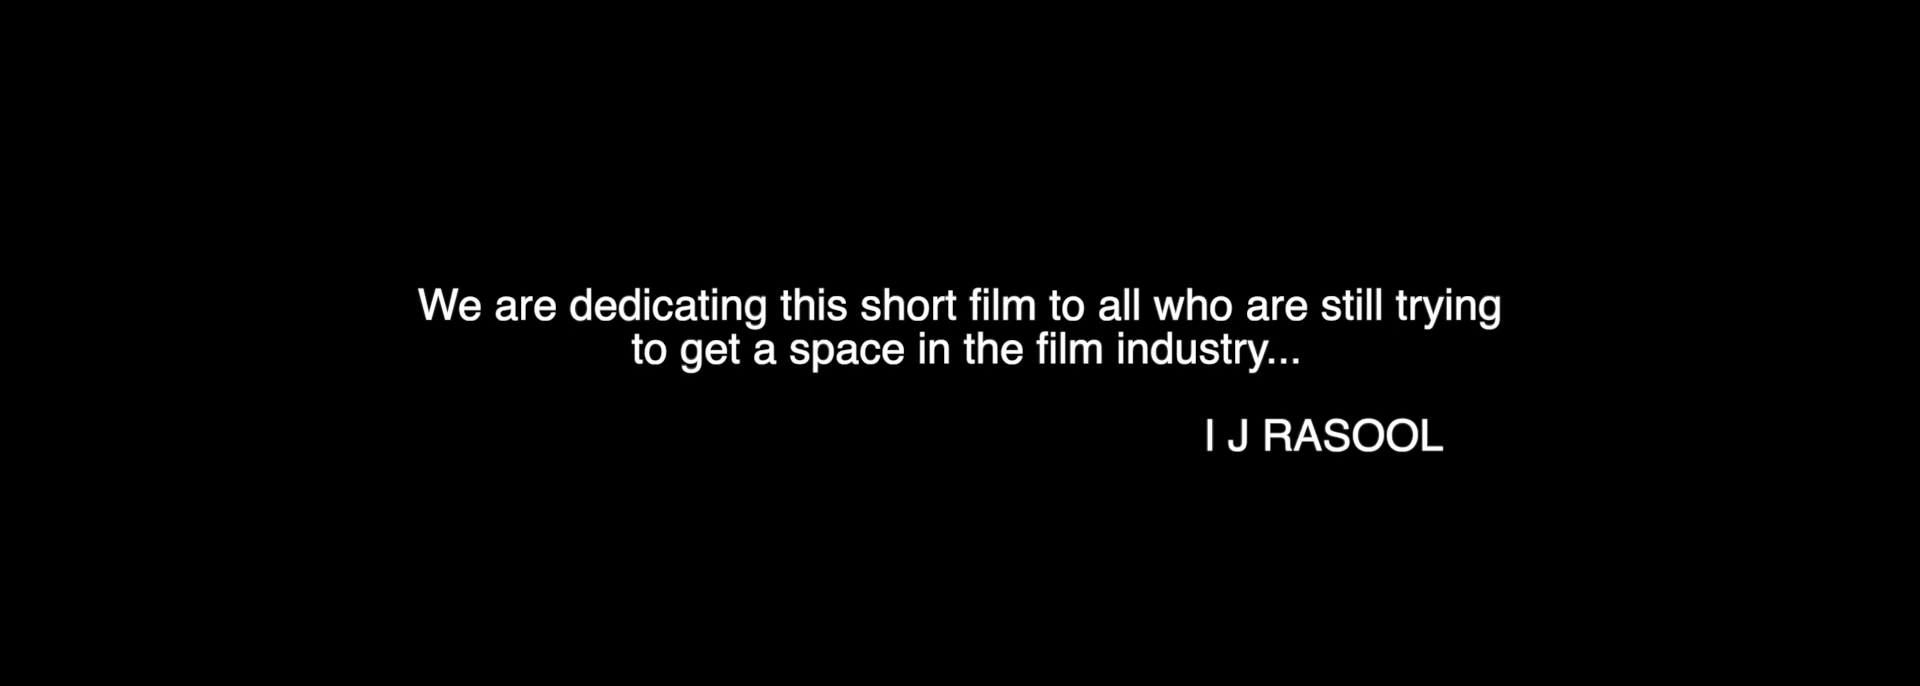 We are dedicating this short film to all who are still trying
to get a space in the film industry...
I J RASOOL